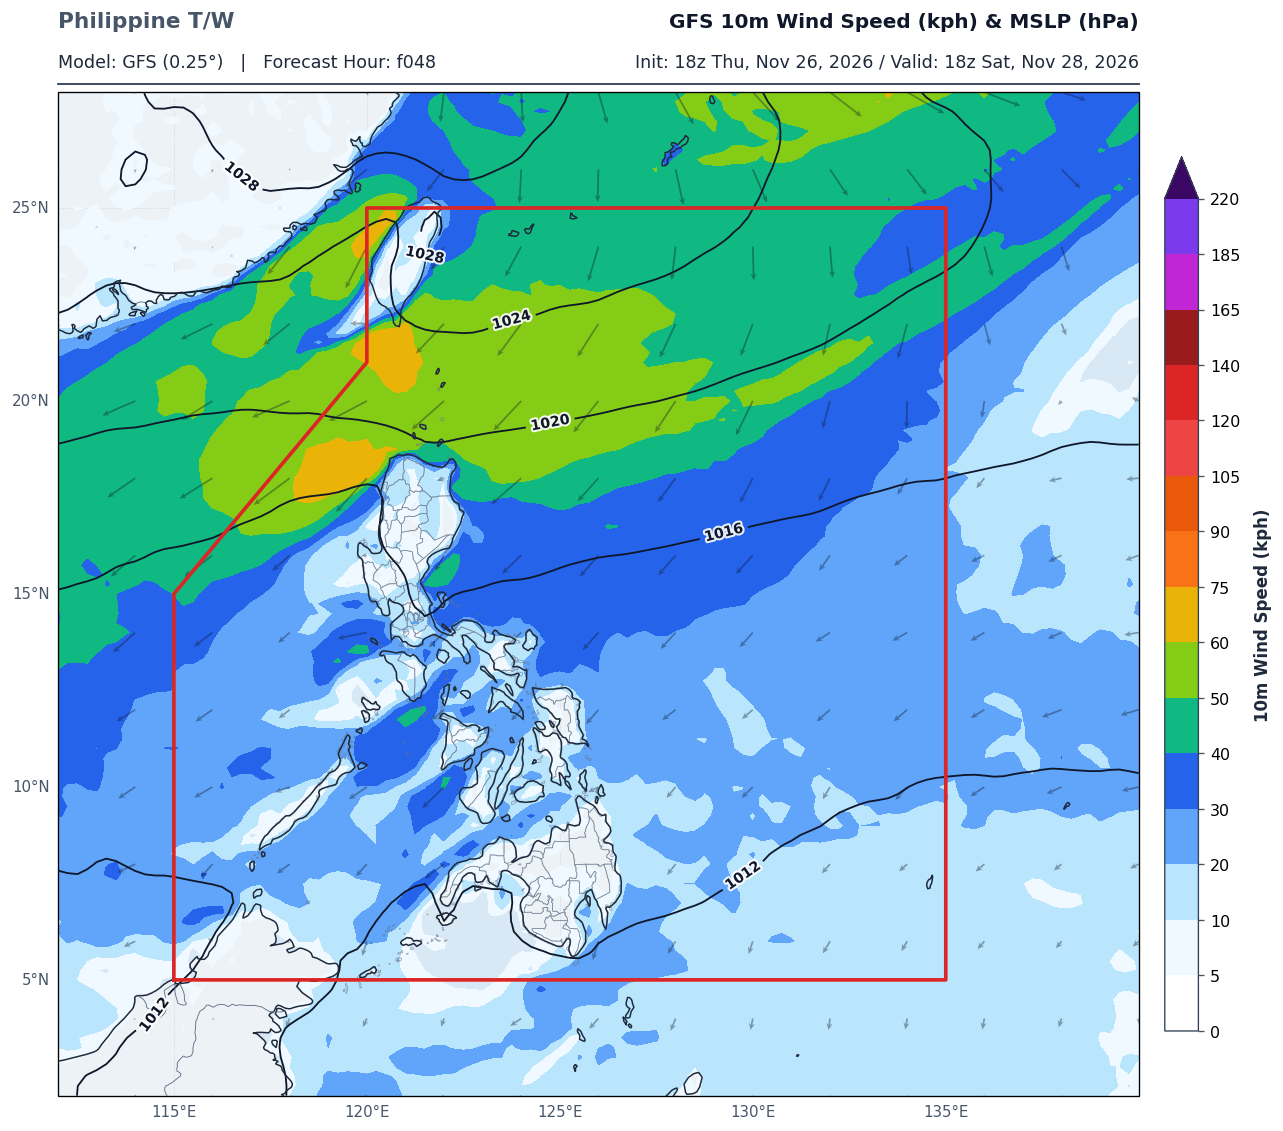 Philippine T/W
GFS 10m Wind Speed (kph) & MSLP (hPa)
Model: GFS (0.25°)   |   Forecast Hour: f048
Init: 18z Thu, Nov 26, 2026 / Valid: 18z Sat, Nov 28, 2026
25°N
20°N
15°N
10°N
5°N
115°E
120°E
125°E
130°E
135°E
1028
1028
1024
1020
1016
1012
1012
220
185
165
140
120
105
90
75
60
50
40
30
20
10
5
0
10m Wind Speed (kph)